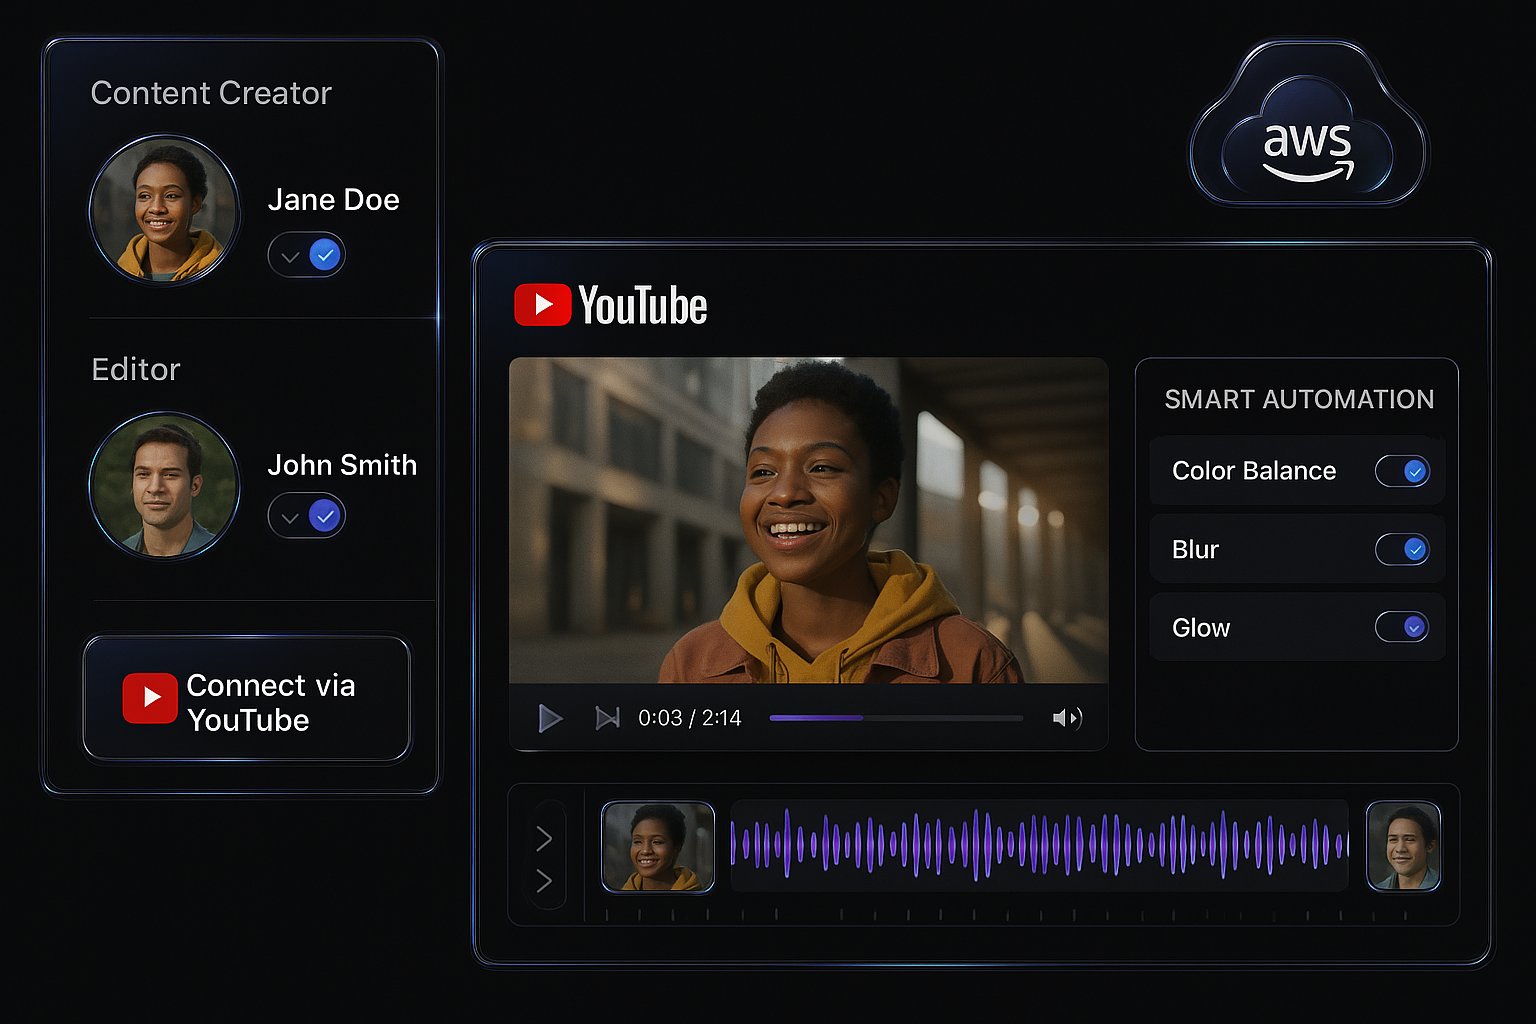 Content Creator
Jane Doe
Editor
John Smith
Connect via
YouTube
aws
YouTube
0:03 / 2:14
SMART AUTOMATION
Color Balance
Blur
Glow